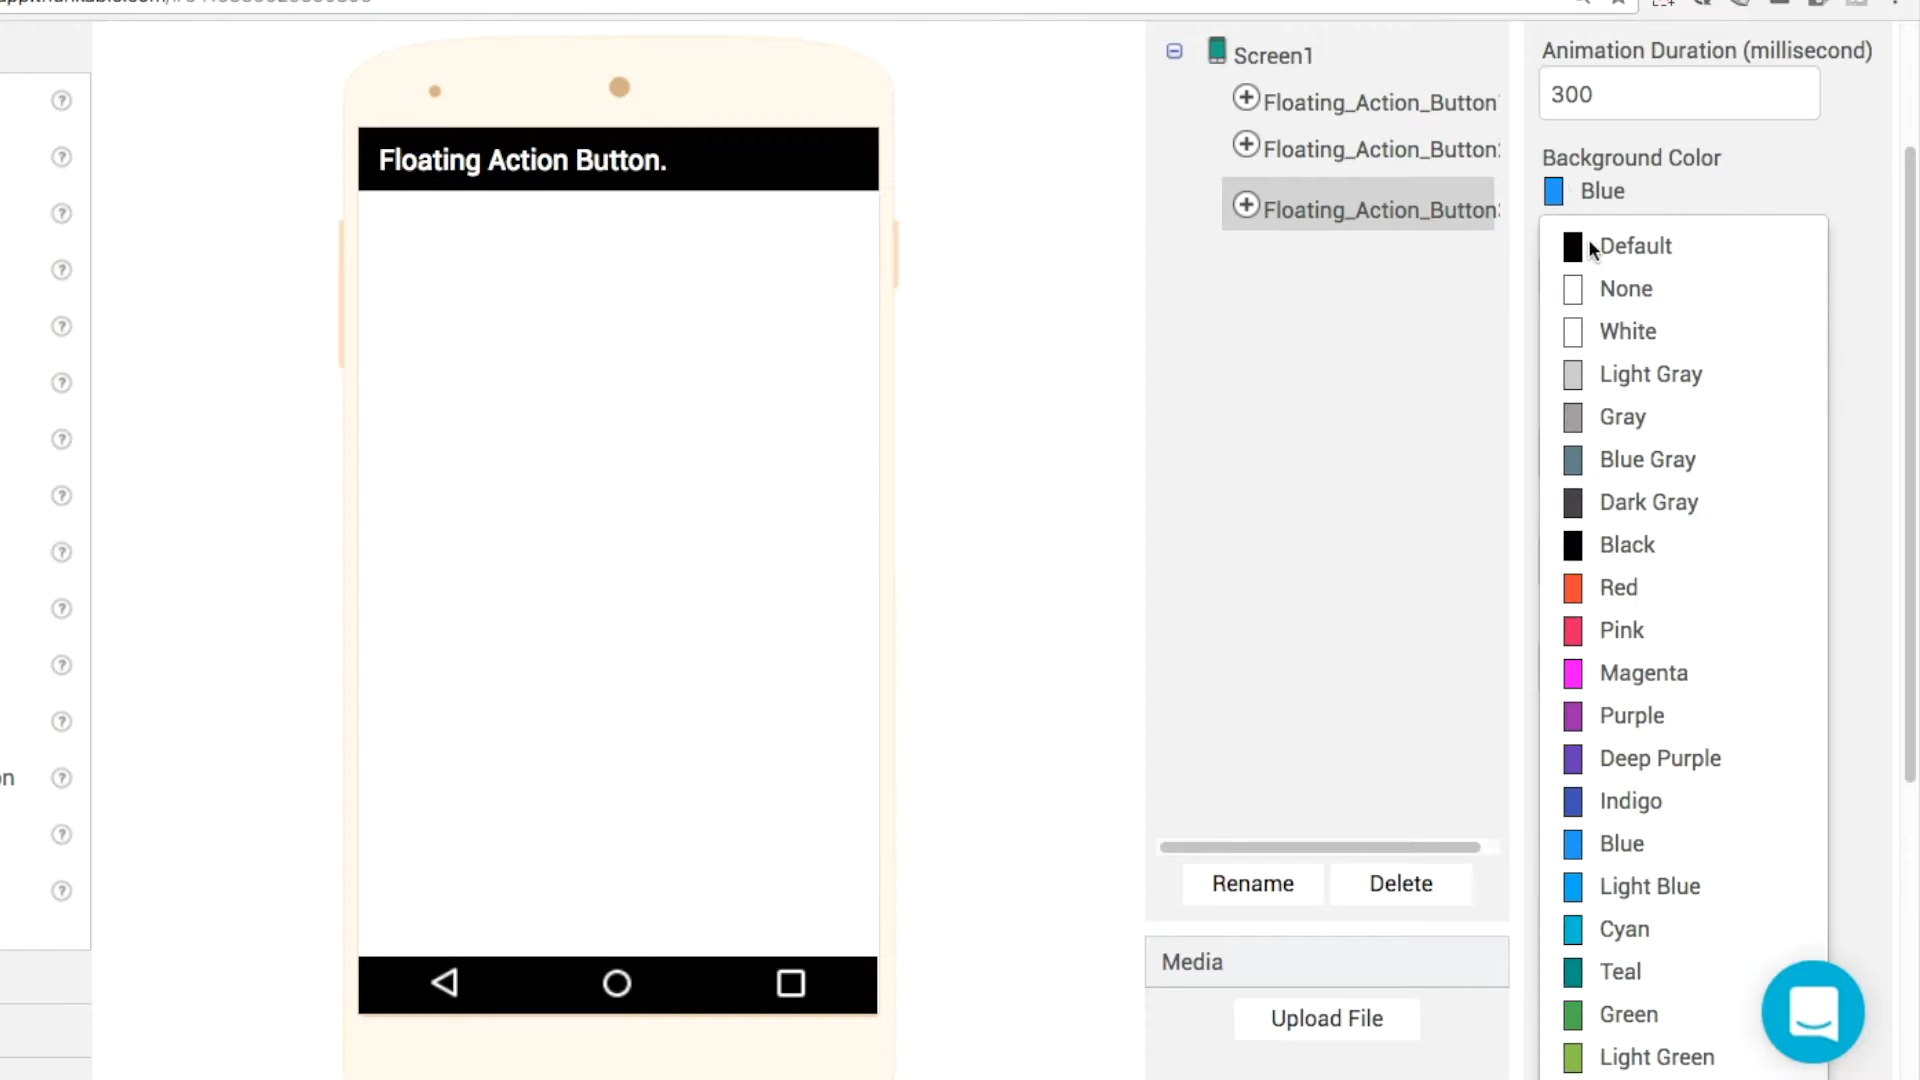 on
Floating Action Button.
Screen1
Floating_Action_Button
Floating_Action_Button
Floating_Action_Button
Rename
Delete
Media
Upload File
Animation Duration (millisecond)
300
Background Color
Blue
Default
None
White
Light Gray
Gray
Blue Gray
Dark Gray
Black
Red
Pink
Magenta
Purple
Deep Purple
Indigo
Blue
Light Blue
Cyan
Teal
Green
Light Green